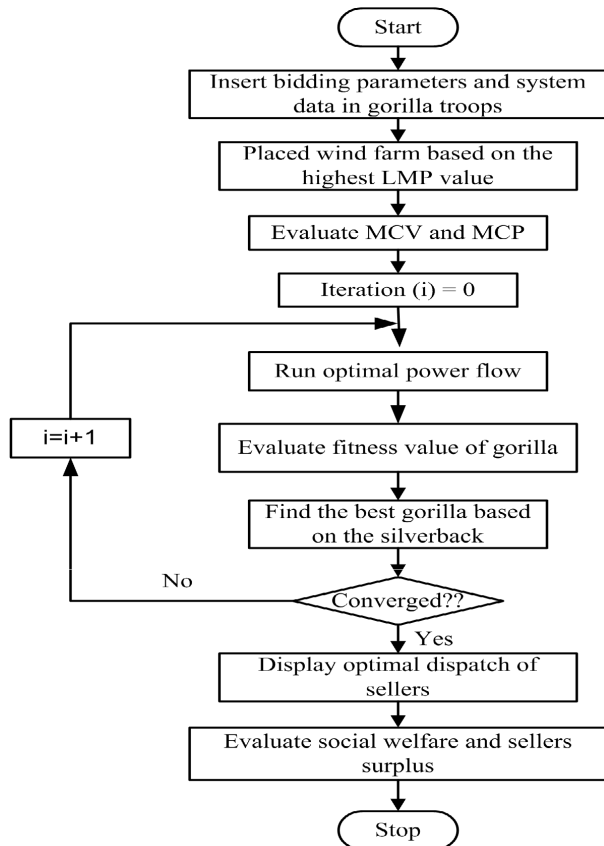 Start
Insert bidding parameters and system
data in gorilla troops
Placed wind farm based on the
highest LMP value
Evaluate MCV and MCP
Iteration (i) = 0
Run optimal power flow
i=i+1
Evaluate fitness value of gorilla
Find the best gorilla based
on the silverback
No
Converged??
Yes
Display optimal dispatch of
sellers
Evaluate social welfare and sellers
surplus
Stop